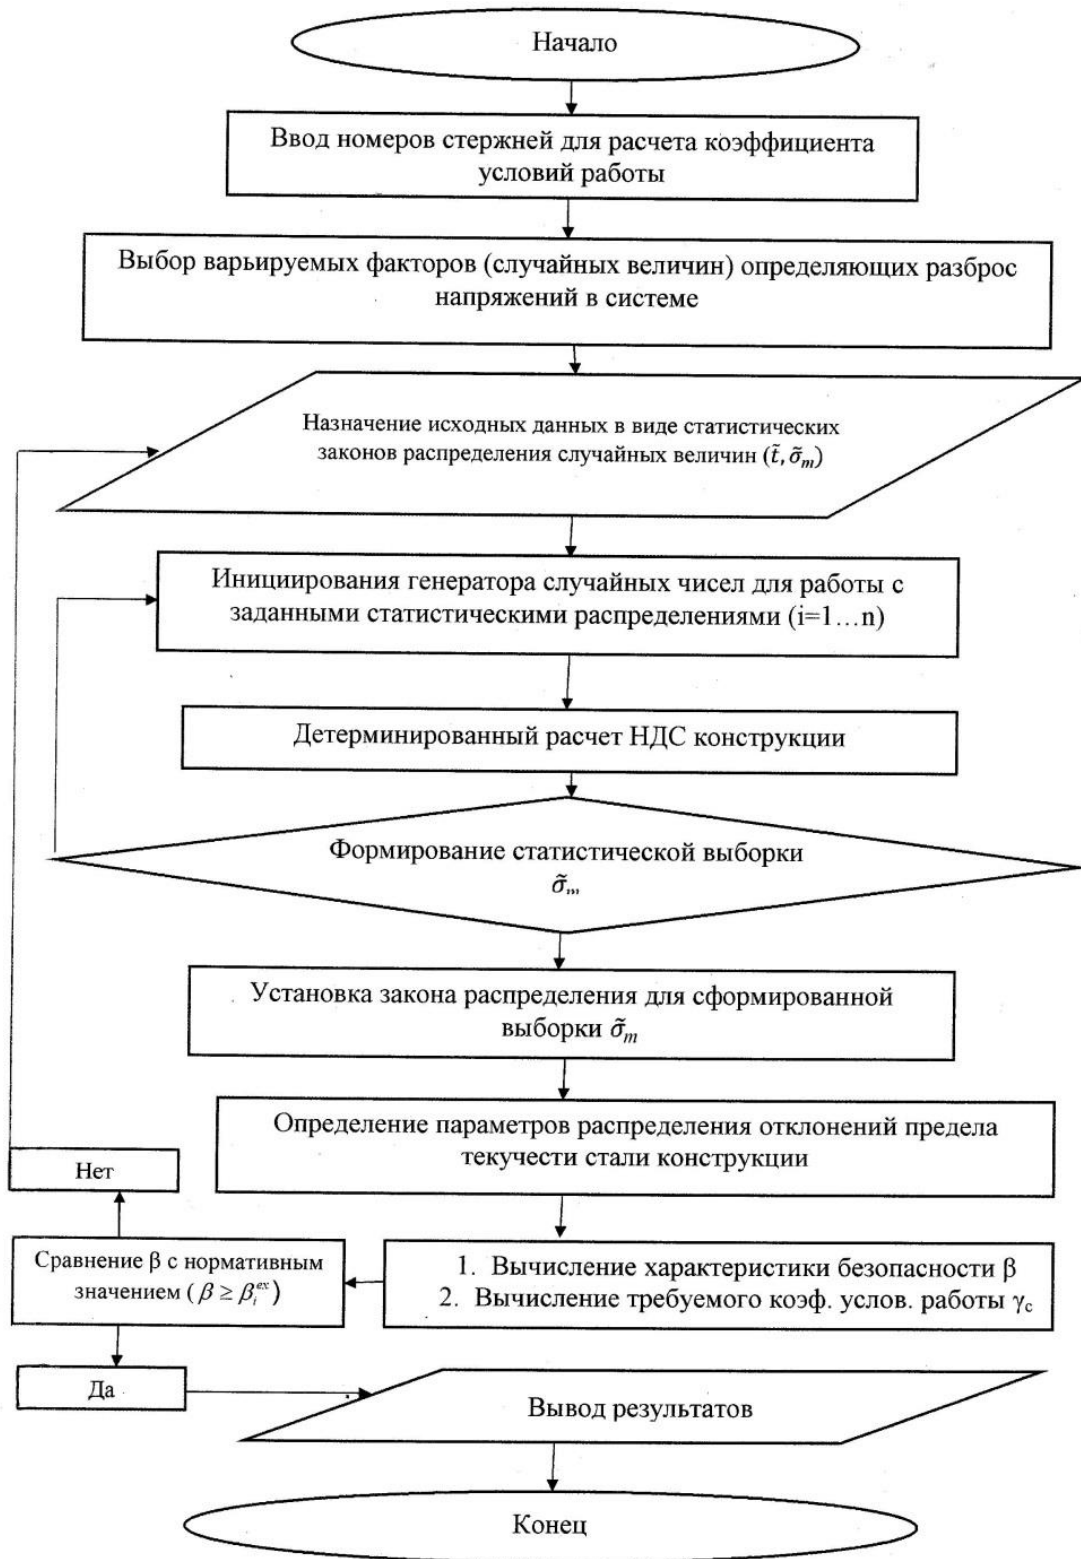 Начало
Ввод номеров стержней для расчета коэффициента
условий работы
Выбор варьируемых факторов (случайных величин) определяющих разброс
напряжений в системе
Назначение исходных данных в виде статистических
законов распределения случайных величин (t̃, σ̃ₘ)
Инициирования генератора случайных чисел для работы с
заданными статистическими распределениями (i=1…n)
Детерминированный расчет НДС конструкции
Формирование статистической выборки
σ̃ₘ
Установка закона распределения для сформированной
выборки σ̃ₘ
Определение параметров распределения отклонений предела
текучести стали конструкции
Нет
Сравнение β с нормативным
значением ( β ≥ βᵢᵉˣ )
1. Вычисление характеристики безопасности β
2. Вычисление требуемого коэф. услов. работы γс
Да
Вывод результатов
Конец